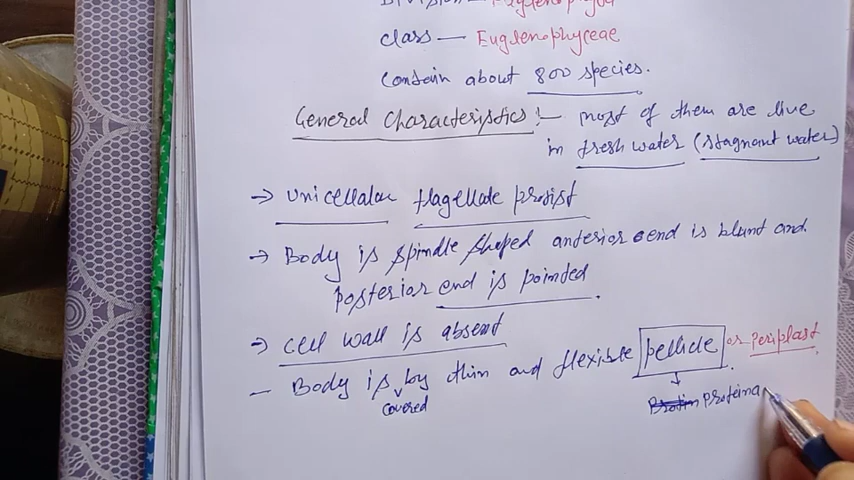 Division — Euglenophyta
class — Euglenophyceae
Contain about 800 species.
General Characteristics :— most of them are live
in fresh water (stagnant water)
→ unicellular flagellate protist
→ Body is spindle shaped anterior end is blunt and
posterior end is pointed.
→ cell wall is absent
— Body is covered by thin and flexible pellicle or periplast.
↓
Proteina